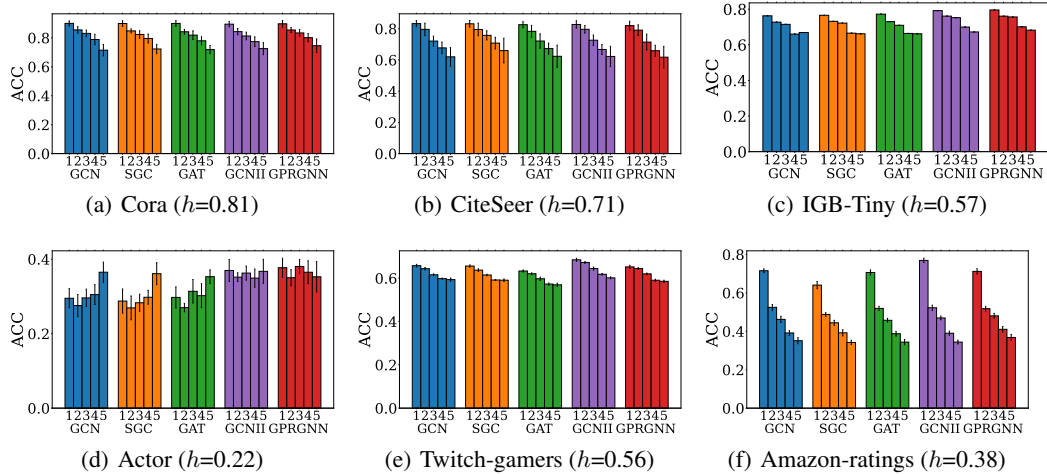 ACC
0.8
0.6
0.4
0.2
0.0
12345 12345 12345 12345 12345
GCN SGC GAT GCNII GPRGNN
(a) Cora (h=0.81)
ACC
0.8
0.6
0.4
0.2
0.0
12345 12345 12345 12345 12345
GCN SGC GAT GCNII GPRGNN
(b) CiteSeer (h=0.71)
ACC
0.8
0.6
0.4
0.2
0.0
12345 12345 12345 12345 12345
GCN SGC GAT GCNII GPRGNN
(c) IGB-Tiny (h=0.57)
ACC
0.4
0.2
0.0
12345 12345 12345 12345 12345
GCN SGC GAT GCNII GPRGNN
(d) Actor (h=0.22)
ACC
0.8
0.6
0.4
0.2
0.0
12345 12345 12345 12345 12345
GCN SGC GAT GCNII GPRGNN
(e) Twitch-gamers (h=0.56)
ACC
0.8
0.6
0.4
0.2
0.0
12345 12345 12345 12345 12345
GCN SGC GAT GCNII GPRGNN
(f) Amazon-ratings (h=0.38)